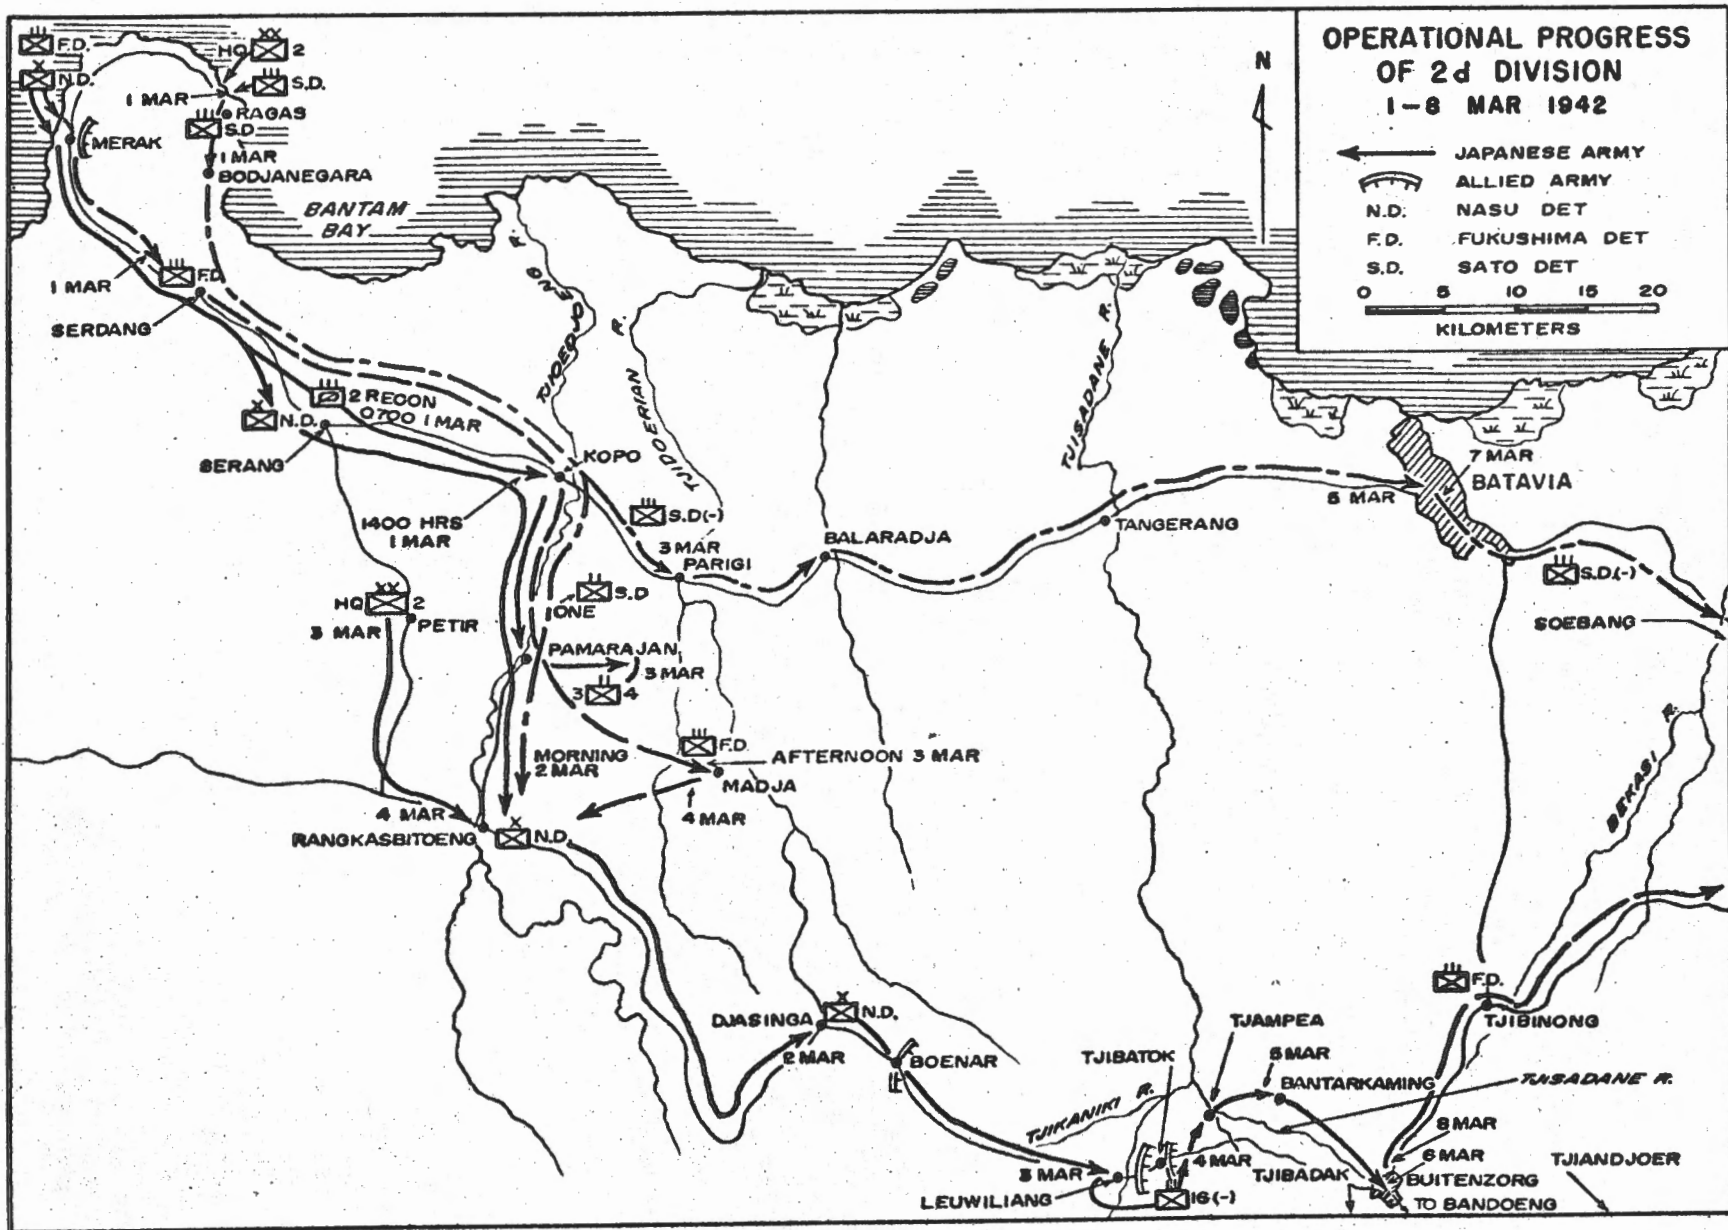 OPERATIONAL PROGRESS
OF 2d DIVISION
1-8 MAR 1942
JAPANESE ARMY
ALLIED ARMY
N.D. NASU DET
F.D. FUKUSHIMA DET
S.D. SATO DET
0 5 10 15 20
KILOMETERS
N
F.D.
HQ 2
N.D.
S.D.
1 MAR
RAGAS
S.D
MERAK
1 MAR
BODJANEGARA
BANTAM
BAY
F.D.
1 MAR
SERDANG
TJIOEDJOENG R.
TJIDOERIAN R.
TJISADANE R.
2 RECON
0700 1 MAR
N.D.
SERANG
KOPO
1400 HRS
1 MAR
S.D(-)
3 MAR
PARIGI
BALARADJA
TANGERANG
5 MAR
7 MAR
BATAVIA
S.D.(-)
SOEBANG
HQ 2
3 MAR
PETIR
ONE
S.D
PAMARAJAN
3 MAR
3 4
F.D.
MORNING
2 MAR
AFTERNOON 3 MAR
MADJA
4 MAR
4 MAR
RANGKASBITOENG
N.D.
BEKASI R.
F.D.
TJIBINONG
DJASINGA
N.D.
2 MAR
BOENAR
TJAMPEA
TJIBATOK
5 MAR
BANTARKAMING
TJISADANE R.
TJIKANIKI R.
8 MAR
6 MAR
TJIANDJOER
3 MAR
4 MAR
TJIBADAK
BUITENZORG
LEUWILIANG
16(-)
TO BANDOENG